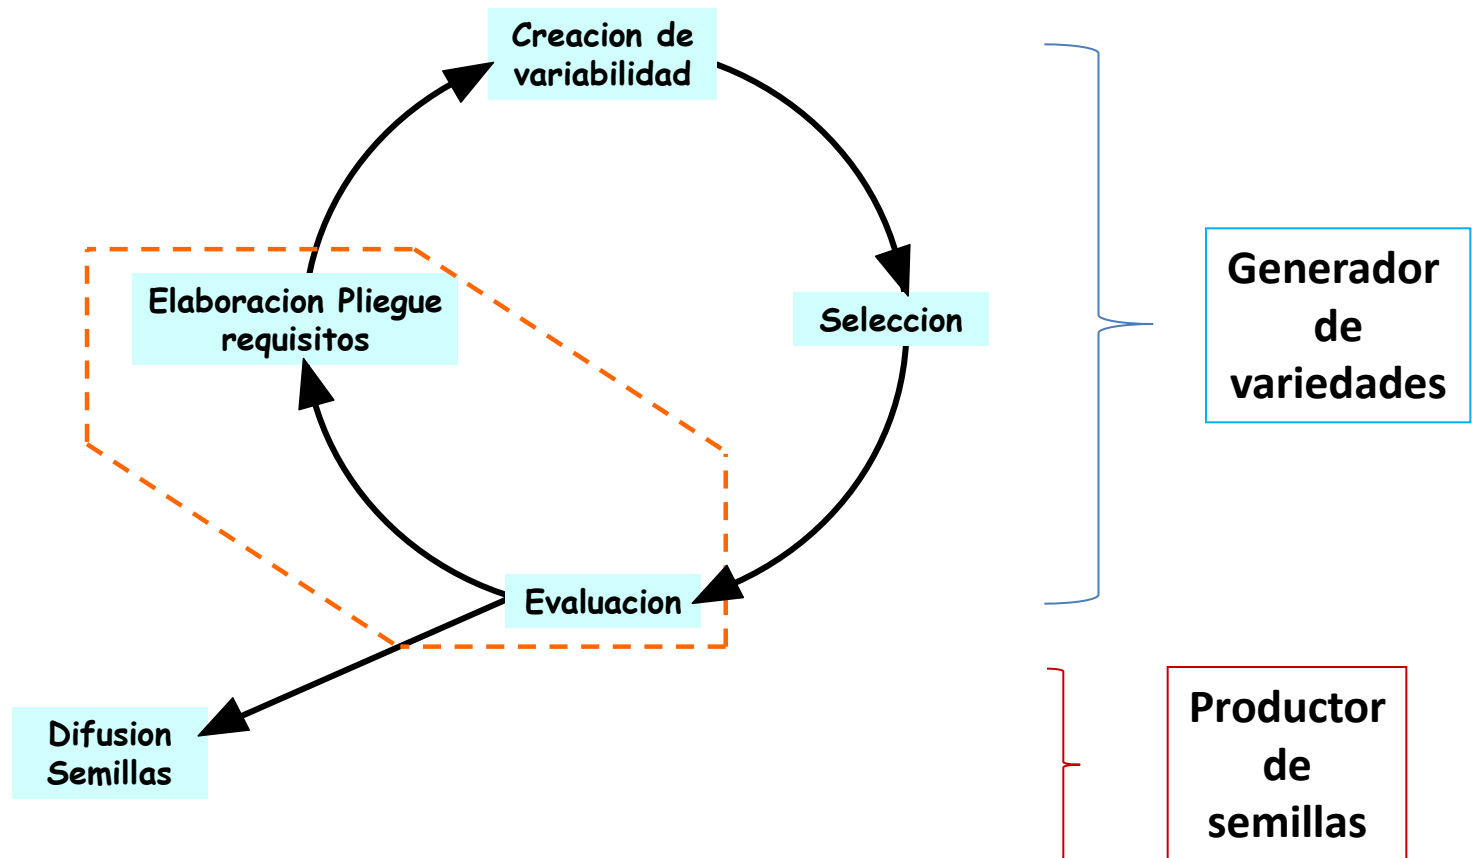 Creacion de
variabilidad
Elaboracion Pliegue
requisitos
Seleccion
Evaluacion
Difusion
Semillas
Generador
de
variedades
Productor
de
semillas